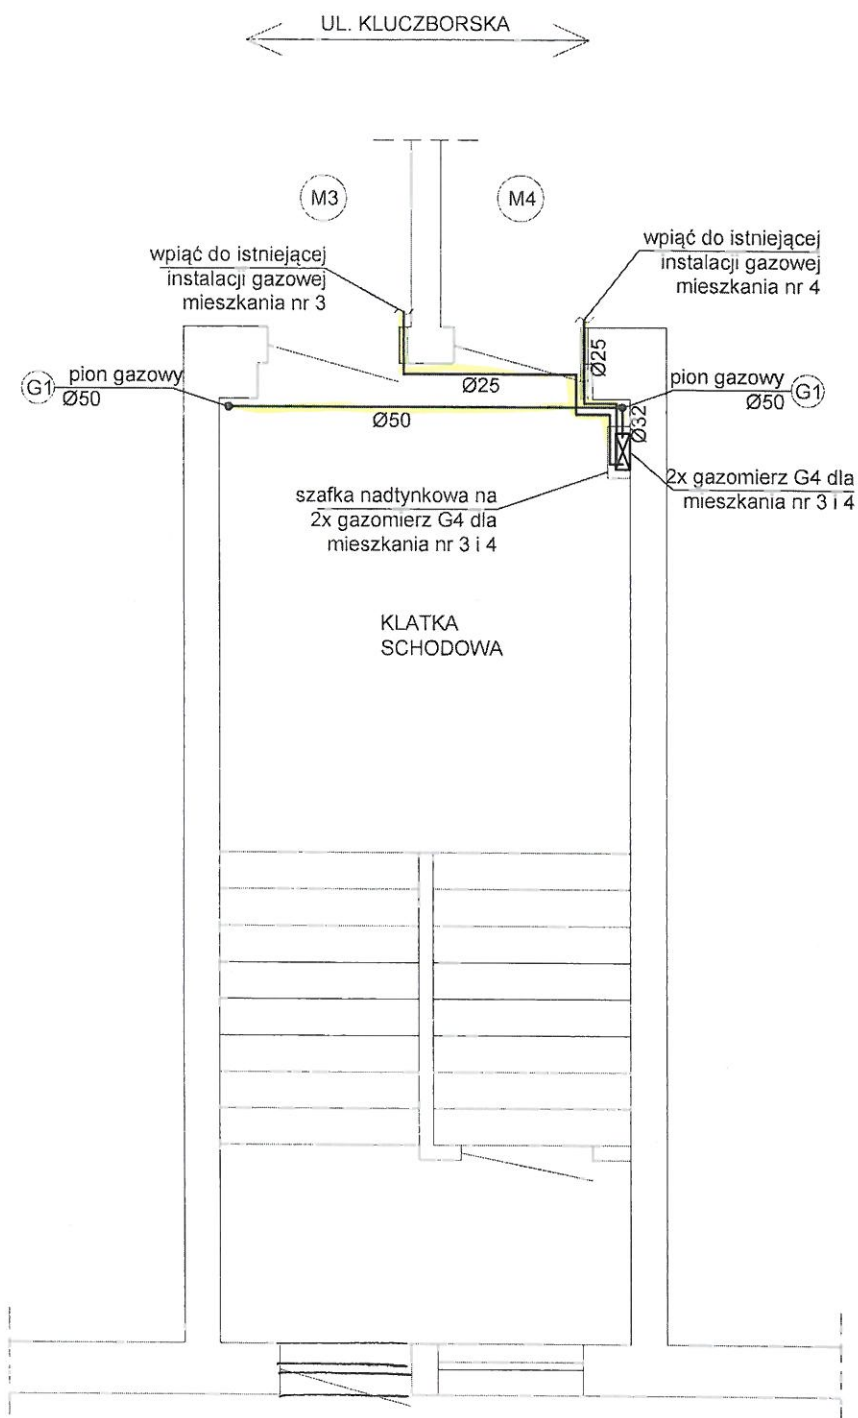 UL. KLUCZBORSKA
M3
M4
wpiąć do istniejącej
instalacji gazowej
mieszkania nr 3
wpiąć do istniejącej
instalacji gazowej
mieszkania nr 4
G1
pion gazowy
Ø50
Ø25
Ø50
Ø25
Ø32
pion gazowy
Ø50
G1
szafka nadtynkowa na
2x gazomierz G4 dla
mieszkania nr 3 i 4
2x gazomierz G4 dla
mieszkania nr 3 i 4
KLATKA
SCHODOWA